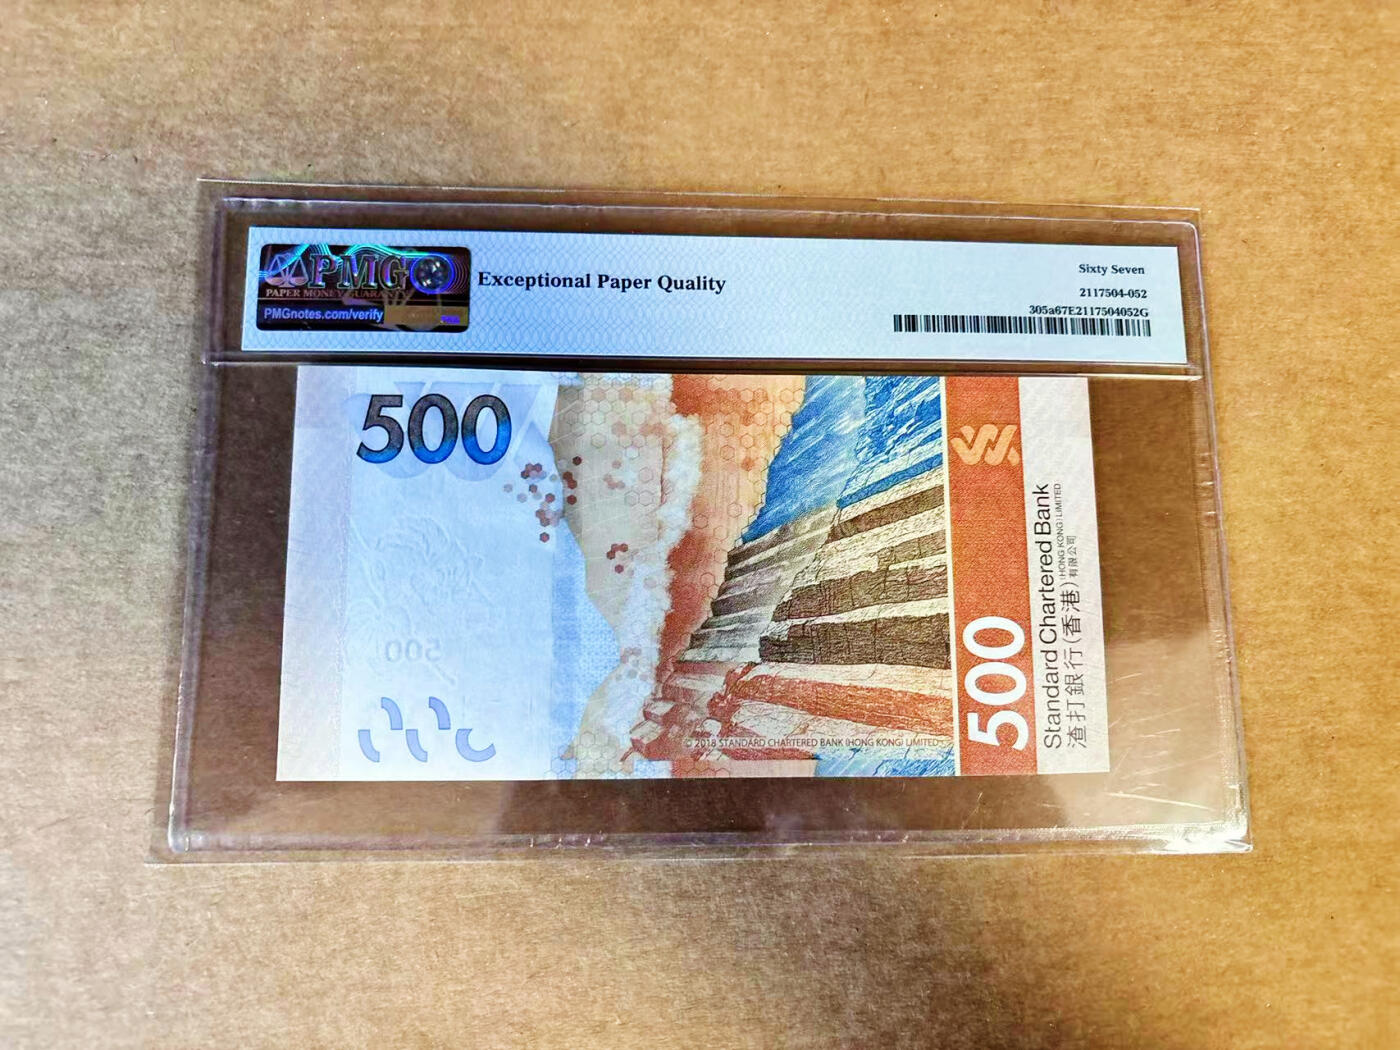 PMG
PAPER MONEY GUARANTY
PMGnotes.com/verify
Exceptional Paper Quality
Sixty Seven
2117504-052
305a67E2117504052G
500
500
© 2018 STANDARD CHARTERED BANK (HONG KONG) LIMITED
500
Standard Chartered Bank
(HONG KONG) LIMITED
渣打銀行(香港)有限公司